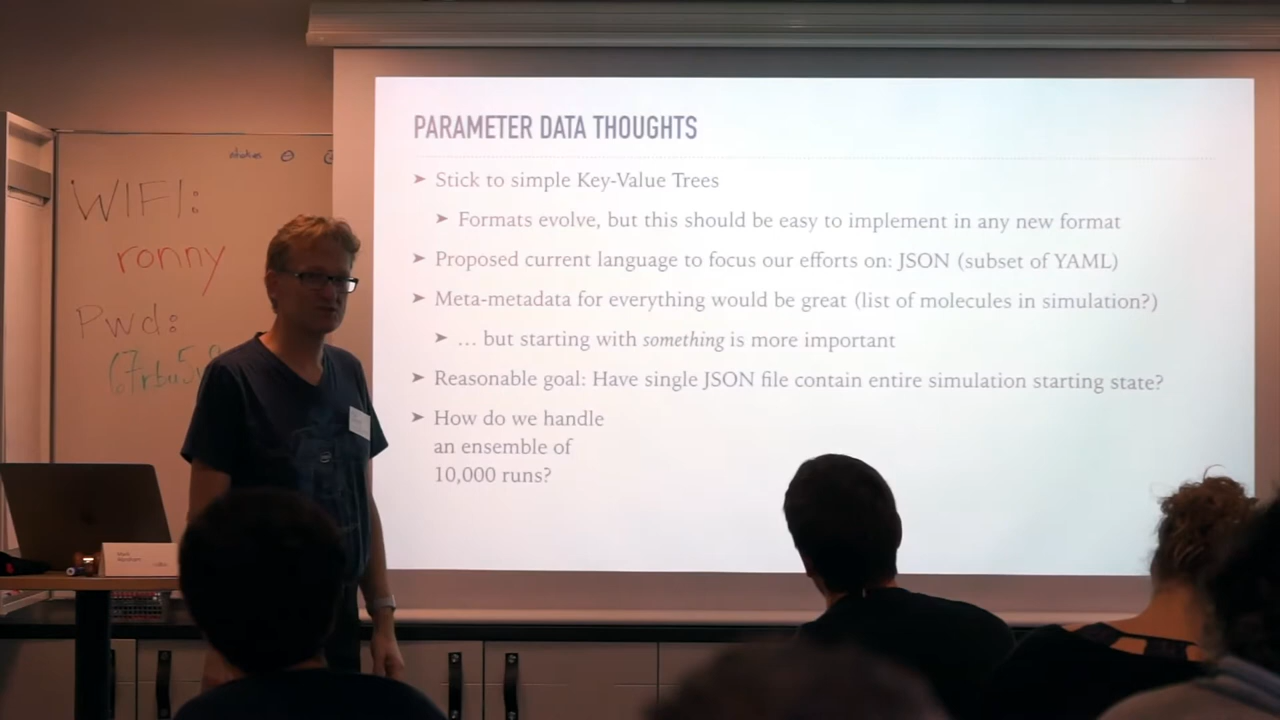 PARAMETER DATA THOUGHTS
➤ Stick to simple Key-Value Trees
➤ Formats evolve, but this should be easy to implement in any new format
➤ Proposed current language to focus our efforts on: JSON (subset of YAML)
➤ Meta-metadata for everything would be great (list of molecules in simulation?)
➤ … but starting with something is more important
➤ Reasonable goal: Have single JSON file contain entire simulation starting state?
➤ How do we handle
an ensemble of
10,000 runs?
WIFI:
ronny
Pwd:
Mark
Abraham